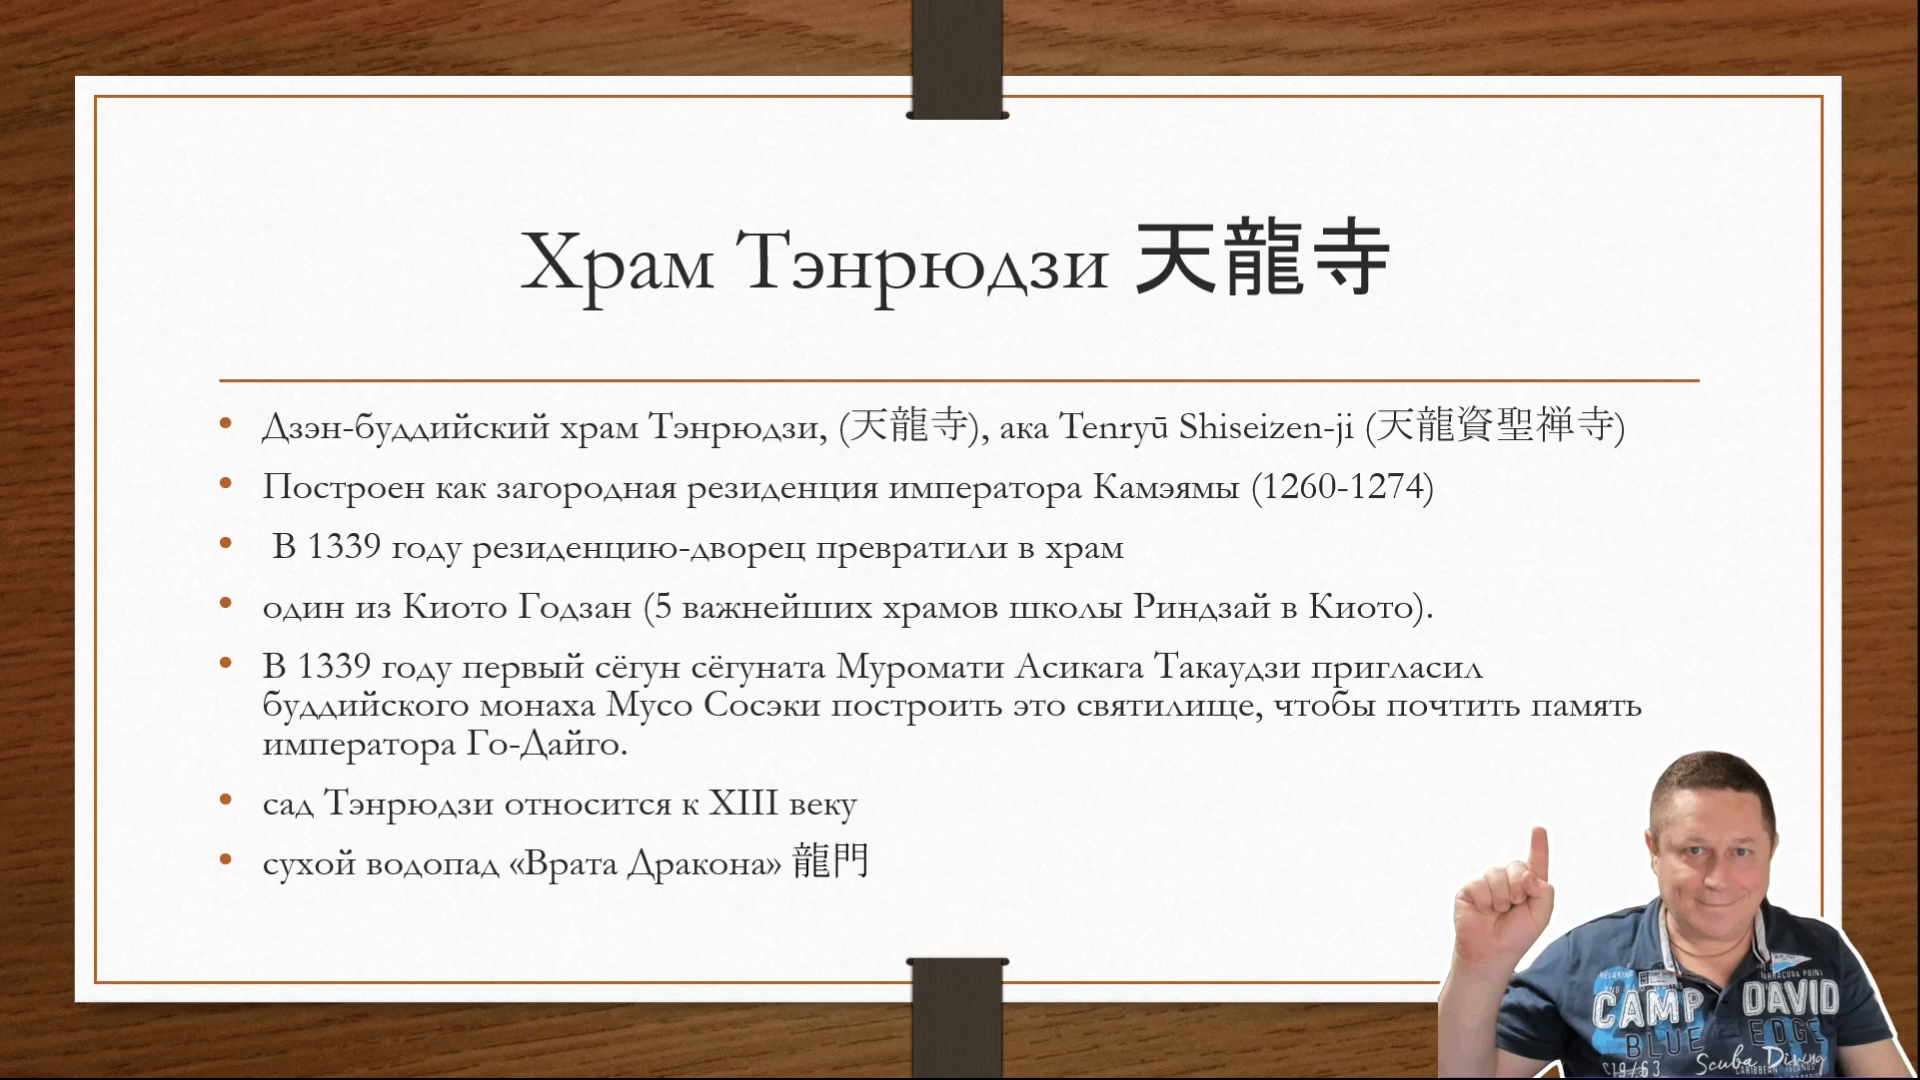 Храм Тэнрюдзи 天龍寺
• Дзэн-буддийский храм Тэнрюдзи, (天龍寺), ака Tenryū Shiseizen-ji (天龍資聖禅寺)
• Построен как загородная резиденция императора Камэямы (1260-1274)
• В 1339 году резиденцию-дворец превратили в храм
• один из Киото Годзан (5 важнейших храмов школы Риндзай в Киото).
• В 1339 году первый сёгун сёгуната Муромати Асикага Такаудзи пригласил
буддийского монаха Мусо Сосэки построить это святилище, чтобы почтить память
императора Го-Дайго.
• сад Тэнрюдзи относится к XIII веку
• сухой водопад «Врата Дракона» 龍門
CAMP DAVID
BLUE EDGE
Scuba Diving